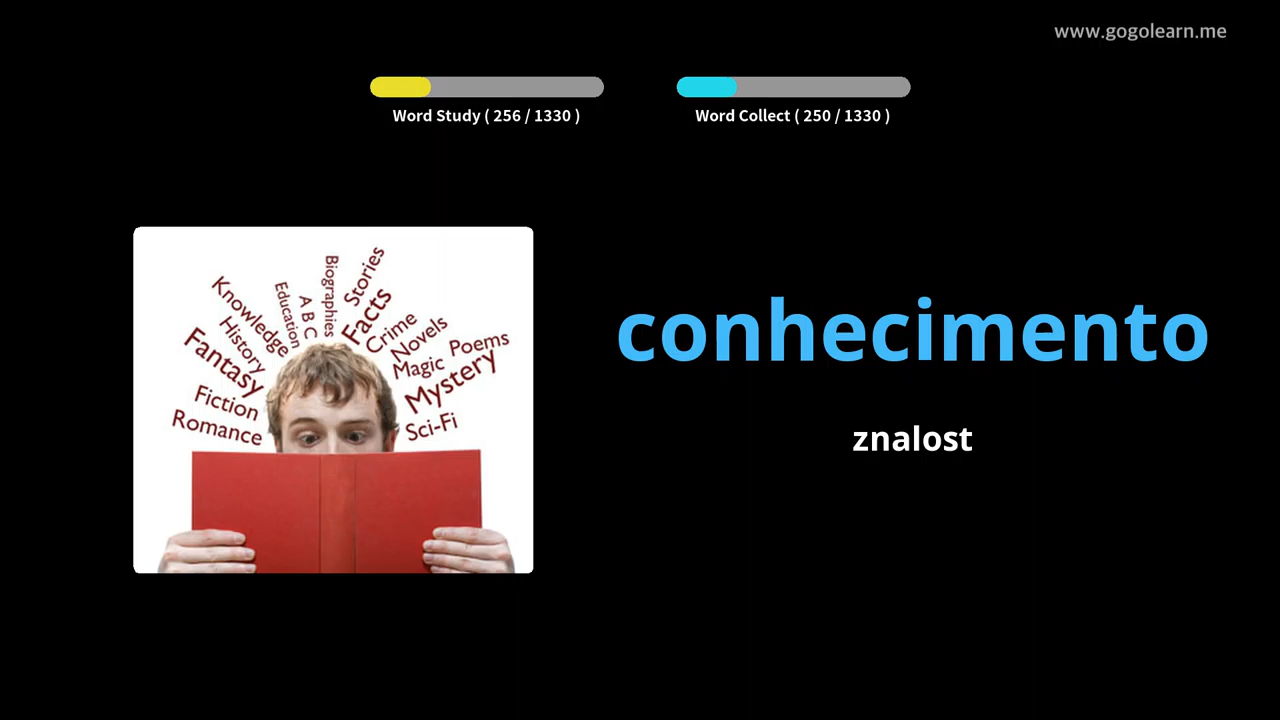 www.gogolearn.me
Word Study ( 256 / 1330 )
Word Collect ( 250 / 1330 )
Knowledge
Education
A B C
Biographies
Stories
Facts
Crime
Novels
Poems
History
Magic
Fantasy
Mystery
Fiction
Sci-Fi
Romance
conhecimento
znalost